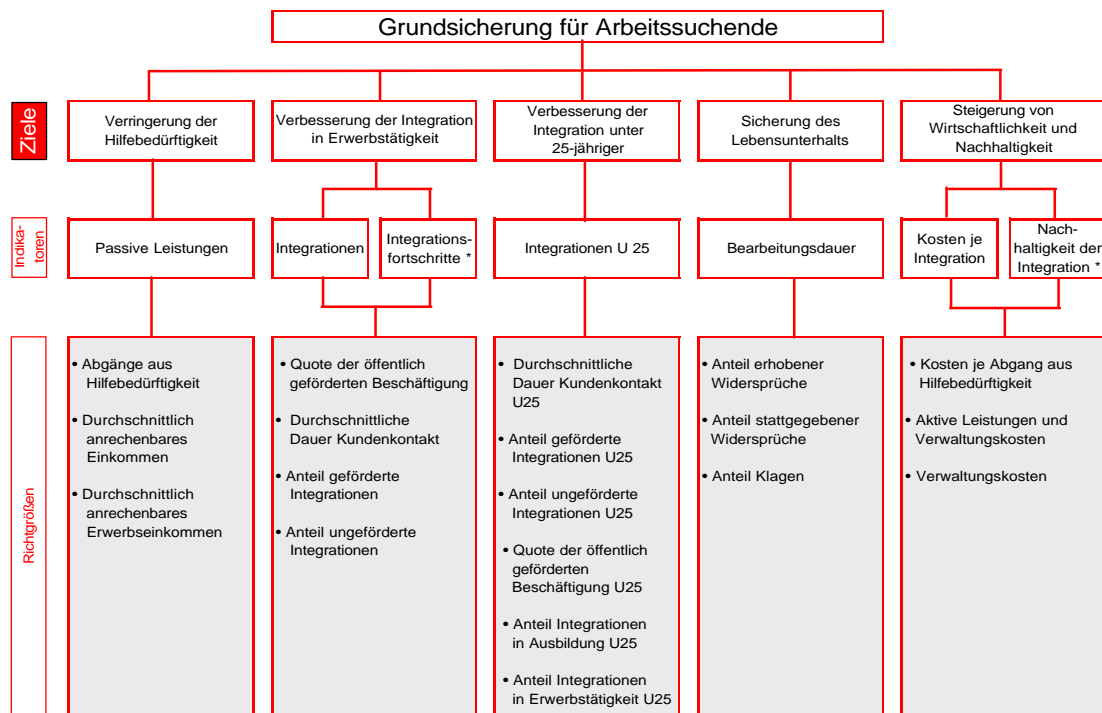 Grundsicherung für Arbeitssuchende
Ziele
Verringerung der
Hilfebedürftigkeit
Verbesserung der Integration
in Erwerbstätigkeit
Verbesserung der
Integration unter
25-jähriger
Sicherung des
Lebensunterhalts
Steigerung von
Wirtschaftlichkeit und
Nachhaltigkeit
Indika-
toren
Passive Leistungen
Integrationen
Integrations-
fortschritte *
Integrationen U 25
Bearbeitungsdauer
Kosten je
Integration
Nach-
haltigkeit der
Integration *
Richtgrößen
• Abgänge aus
Hilfebedürftigkeit
• Durchschnittlich
anrechenbares
Einkommen
• Durchschnittlich
anrechenbares
Erwerbseinkommen
• Quote der öffentlich
geförderten Beschäftigung
• Durchschnittliche
Dauer Kundenkontakt
• Anteil geförderte
Integrationen
• Anteil ungeförderte
Integrationen
• Durchschnittliche
Dauer Kundenkontakt
U25
• Anteil geförderte
Integrationen U25
• Anteil ungeförderte
Integrationen U25
• Quote der öffentlich
geförderten
Beschäftigung U25
• Anteil Integrationen
in Ausbildung U25
• Anteil Integrationen
in Erwerbstätigkeit U25
• Anteil erhobener
Widersprüche
• Anteil stattgegebener
Widersprüche
• Anteil Klagen
• Kosten je Abgang aus
Hilfebedürftigkeit
• Aktive Leistungen und
Verwaltungskosten
• Verwaltungskosten